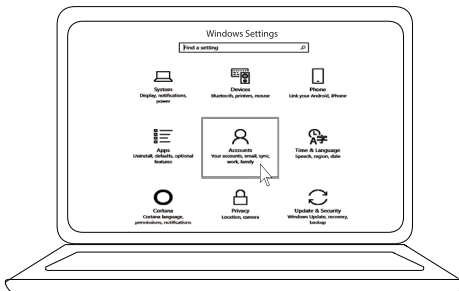 Windows Settings
Find a setting
System
Display, notifications,
power
Devices
Bluetooth, printers, mouse
Phone
Link your Android, iPhone
Apps
Uninstall, defaults, optional
features
Accounts
Your accounts, email, sync,
work, family
Time & Language
Speech, region, date
Cortana
Cortana language,
permissions, notifications
Privacy
Location, camera
Update & Security
Windows Update, recovery,
backup